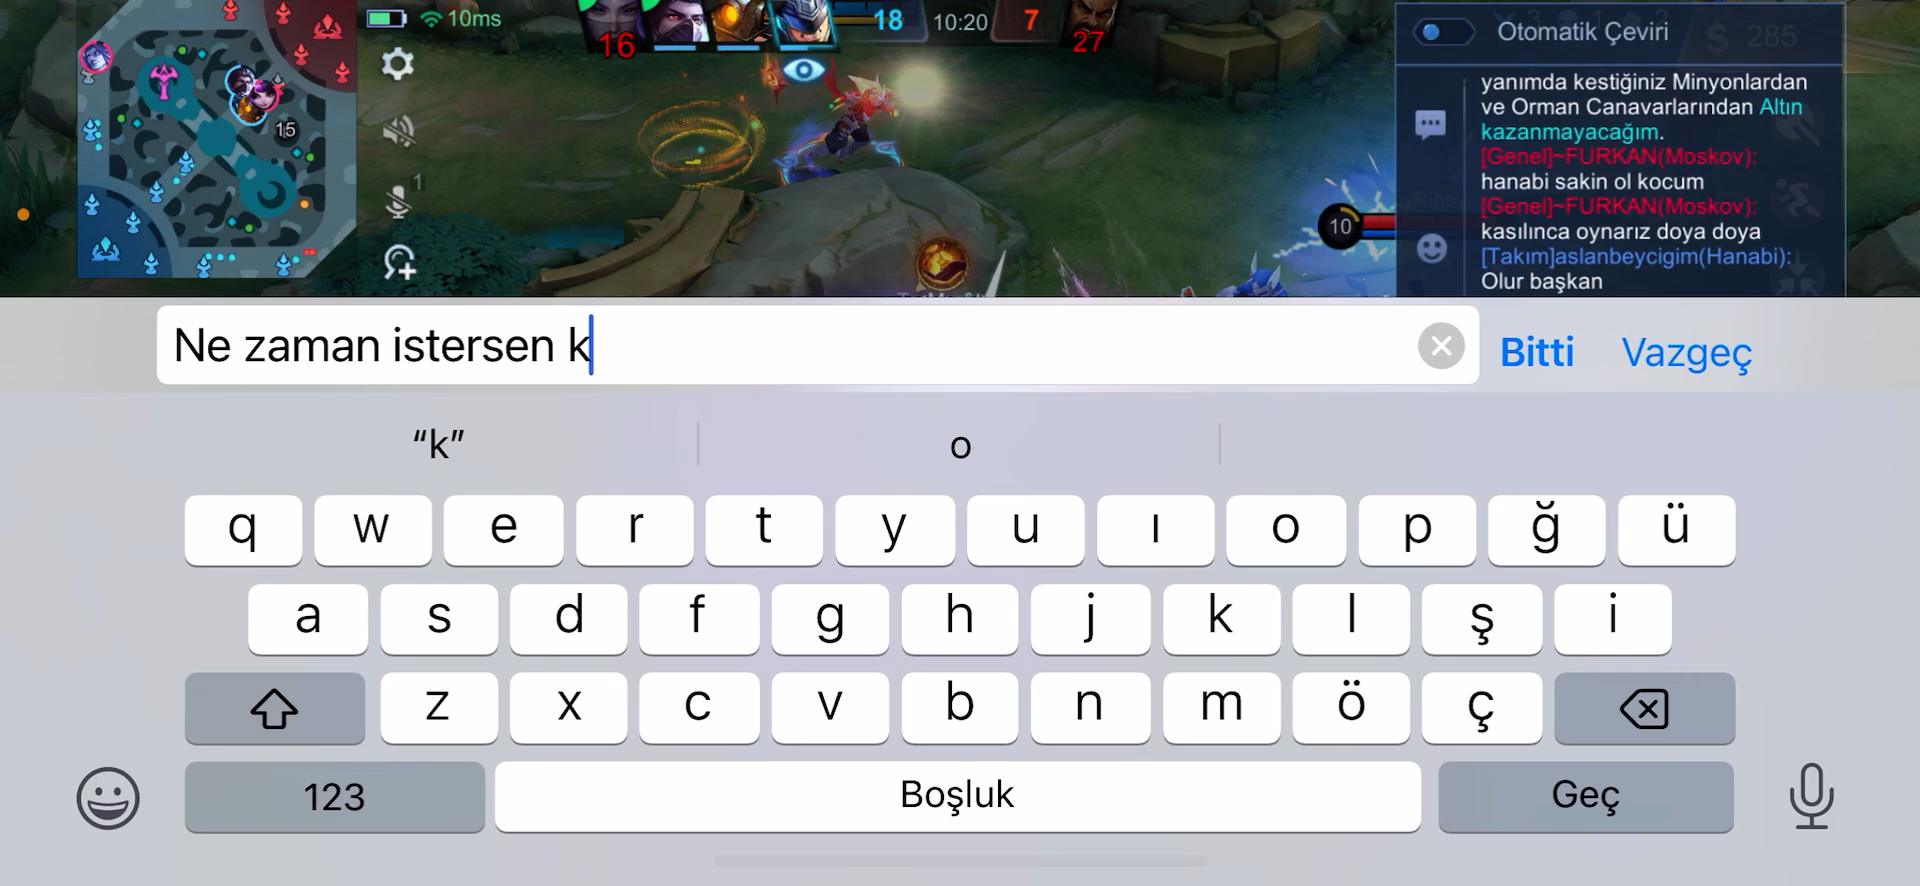 10ms
16
18
10:20
7
27
15
1
10
Otomatik Çeviri
285
yanımda kestiğiniz Minyonlardan
ve Orman Canavarlarından Altın
kazanmayacağım.
[Genel]~FURKAN(Moskov):
hanabi sakin ol kocum
[Genel]~FURKAN(Moskov):
kasılınca oynarız doya doya
[Takım]aslanbeycigim(Hanabi):
Olur başkan
Ne zaman istersen k
Bitti Vazgeç
“k” o
q w e r t y u ı o p ğ ü
a s d f g h j k l ş i
z x c v b n m ö ç
123 Boşluk Geç